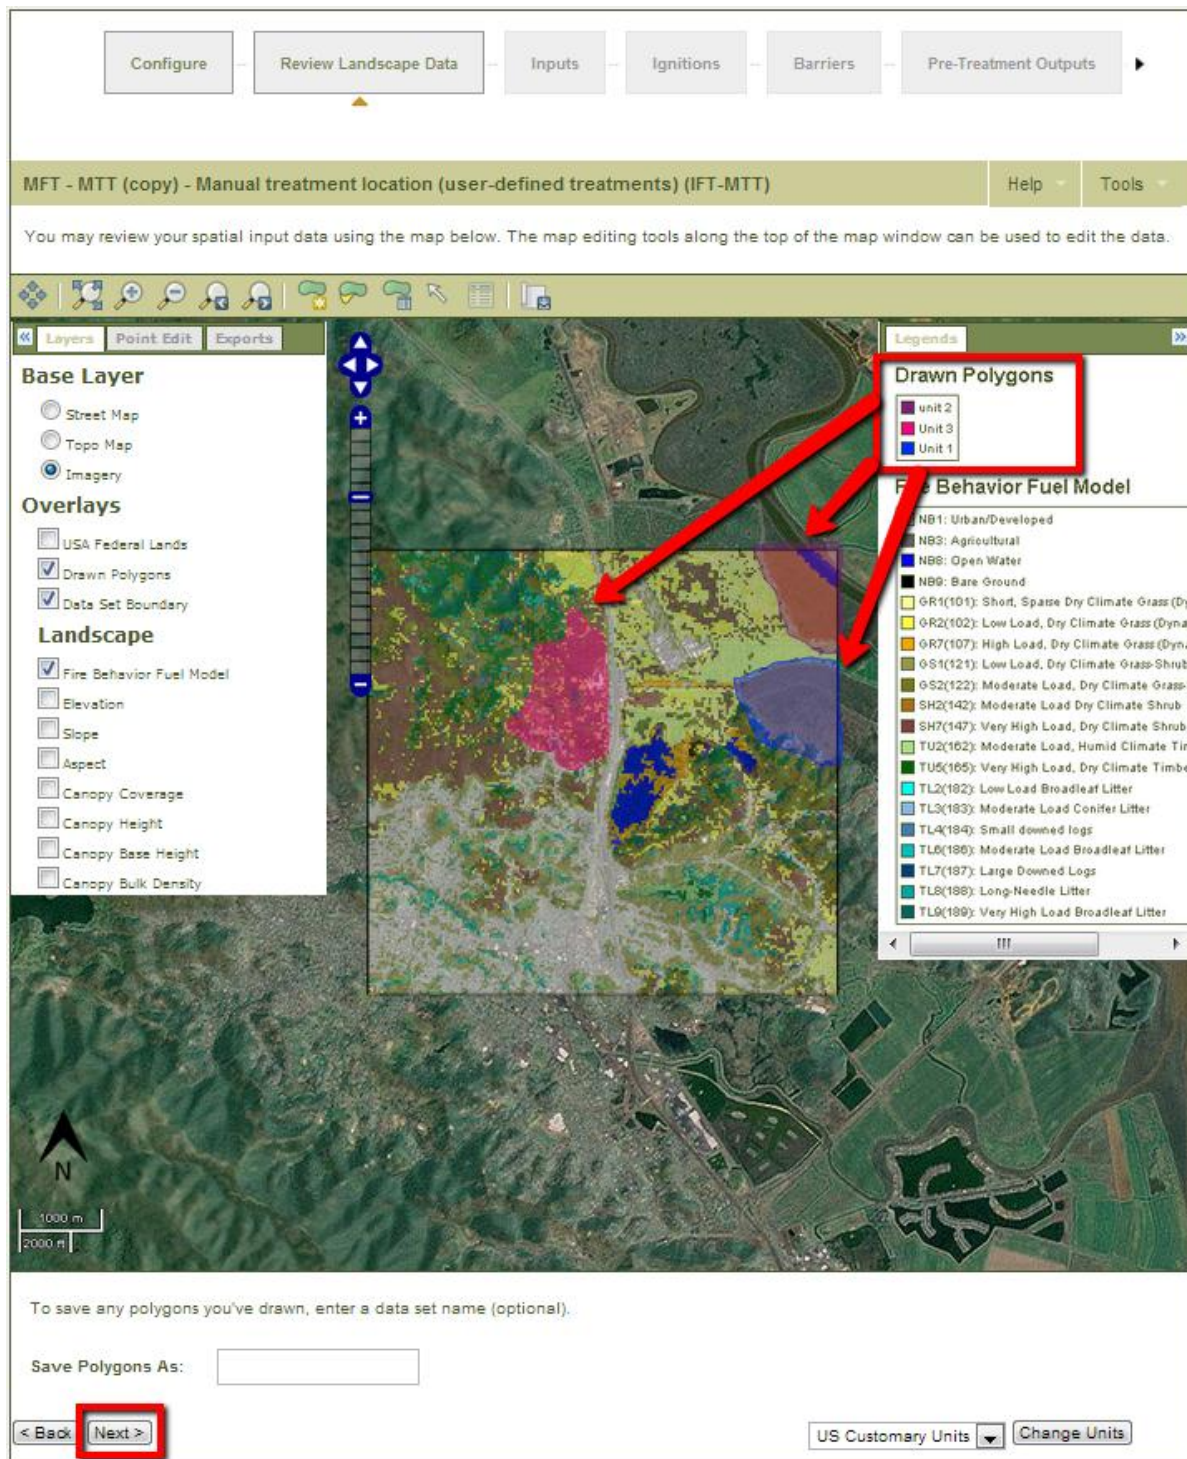 Configure
Review Landscape Data
Inputs
Ignitions
Barriers
Pre-Treatment Outputs
MFT - MTT (copy) - Manual treatment location (user-defined treatments) (IFT-MTT)
Help
Tools
You may review your spatial input data using the map below. The map editing tools along the top of the map window can be used to edit the data.
Layers
Point Edit
Exports
Base Layer
Street Map
Topo Map
Imagery
Overlays
USA Federal Lands
Drawn Polygons
Data Set Boundary
Landscape
Fire Behavior Fuel Model
Elevation
Slope
Aspect
Canopy Coverage
Canopy Height
Canopy Base Height
Canopy Bulk Density
Legends
Drawn Polygons
unit 2
Unit 3
Unit 1
Behavior Fuel Model
NB1: Urban/Developed
NB3: Agricultural
NB8: Open Water
NB9: Bare Ground
GR1(101): Short, Sparse Dry Climate Grass (Dy
GR2(102): Low Load, Dry Climate Grass (Dyna
GR7(107): High Load, Dry Climate Grass (Dyn
GS1(121): Low Load, Dry Climate Grass-Shrub
GS2(122): Moderate Load, Dry Climate Grass-
SH2(142): Moderate Load Dry Climate Shrub
SH7(147): Very High Load, Dry Climate Shrub
TU2(162): Moderate Load, Humid Climate Tim
TU5(165): Very High Load, Dry Climate Timbe
TL2(182): Low Load Broadleaf Litter
TL3(183): Moderate Load Conifer Litter
TL4(184): Small downed logs
TL6(186): Moderate Load Broadleaf Litter
TL7(187): Large Downed Logs
TL8(188): Long-Needle Litter
TL9(189): Very High Load Broadleaf Litter
N
1000 m
2000 ft
To save any polygons you've drawn, enter a data set name (optional).
Save Polygons As:
< Back
Next >
US Customary Units
Change Units